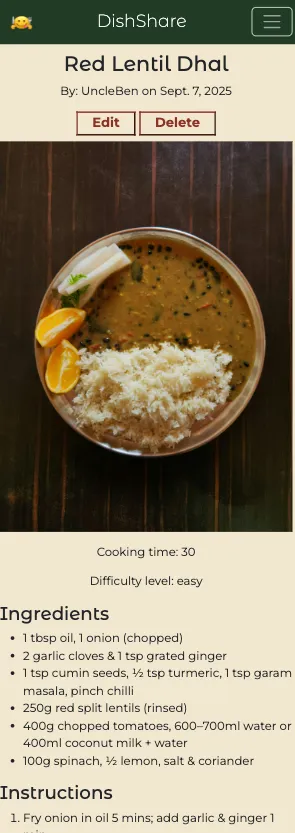 DishShare
Red Lentil Dhal
By: UncleBen on Sept. 7, 2025
Edit Delete
Cooking time: 30
Difficulty level: easy
Ingredients
1 tbsp oil, 1 onion (chopped)
2 garlic cloves & 1 tsp grated ginger
1 tsp cumin seeds, ½ tsp turmeric, 1 tsp garam
masala, pinch chilli
250g red split lentils (rinsed)
400g chopped tomatoes, 600–700ml water or
400ml coconut milk + water
100g spinach, ½ lemon, salt & coriander
Instructions
1. Fry onion in oil 5 mins; add garlic & ginger 1